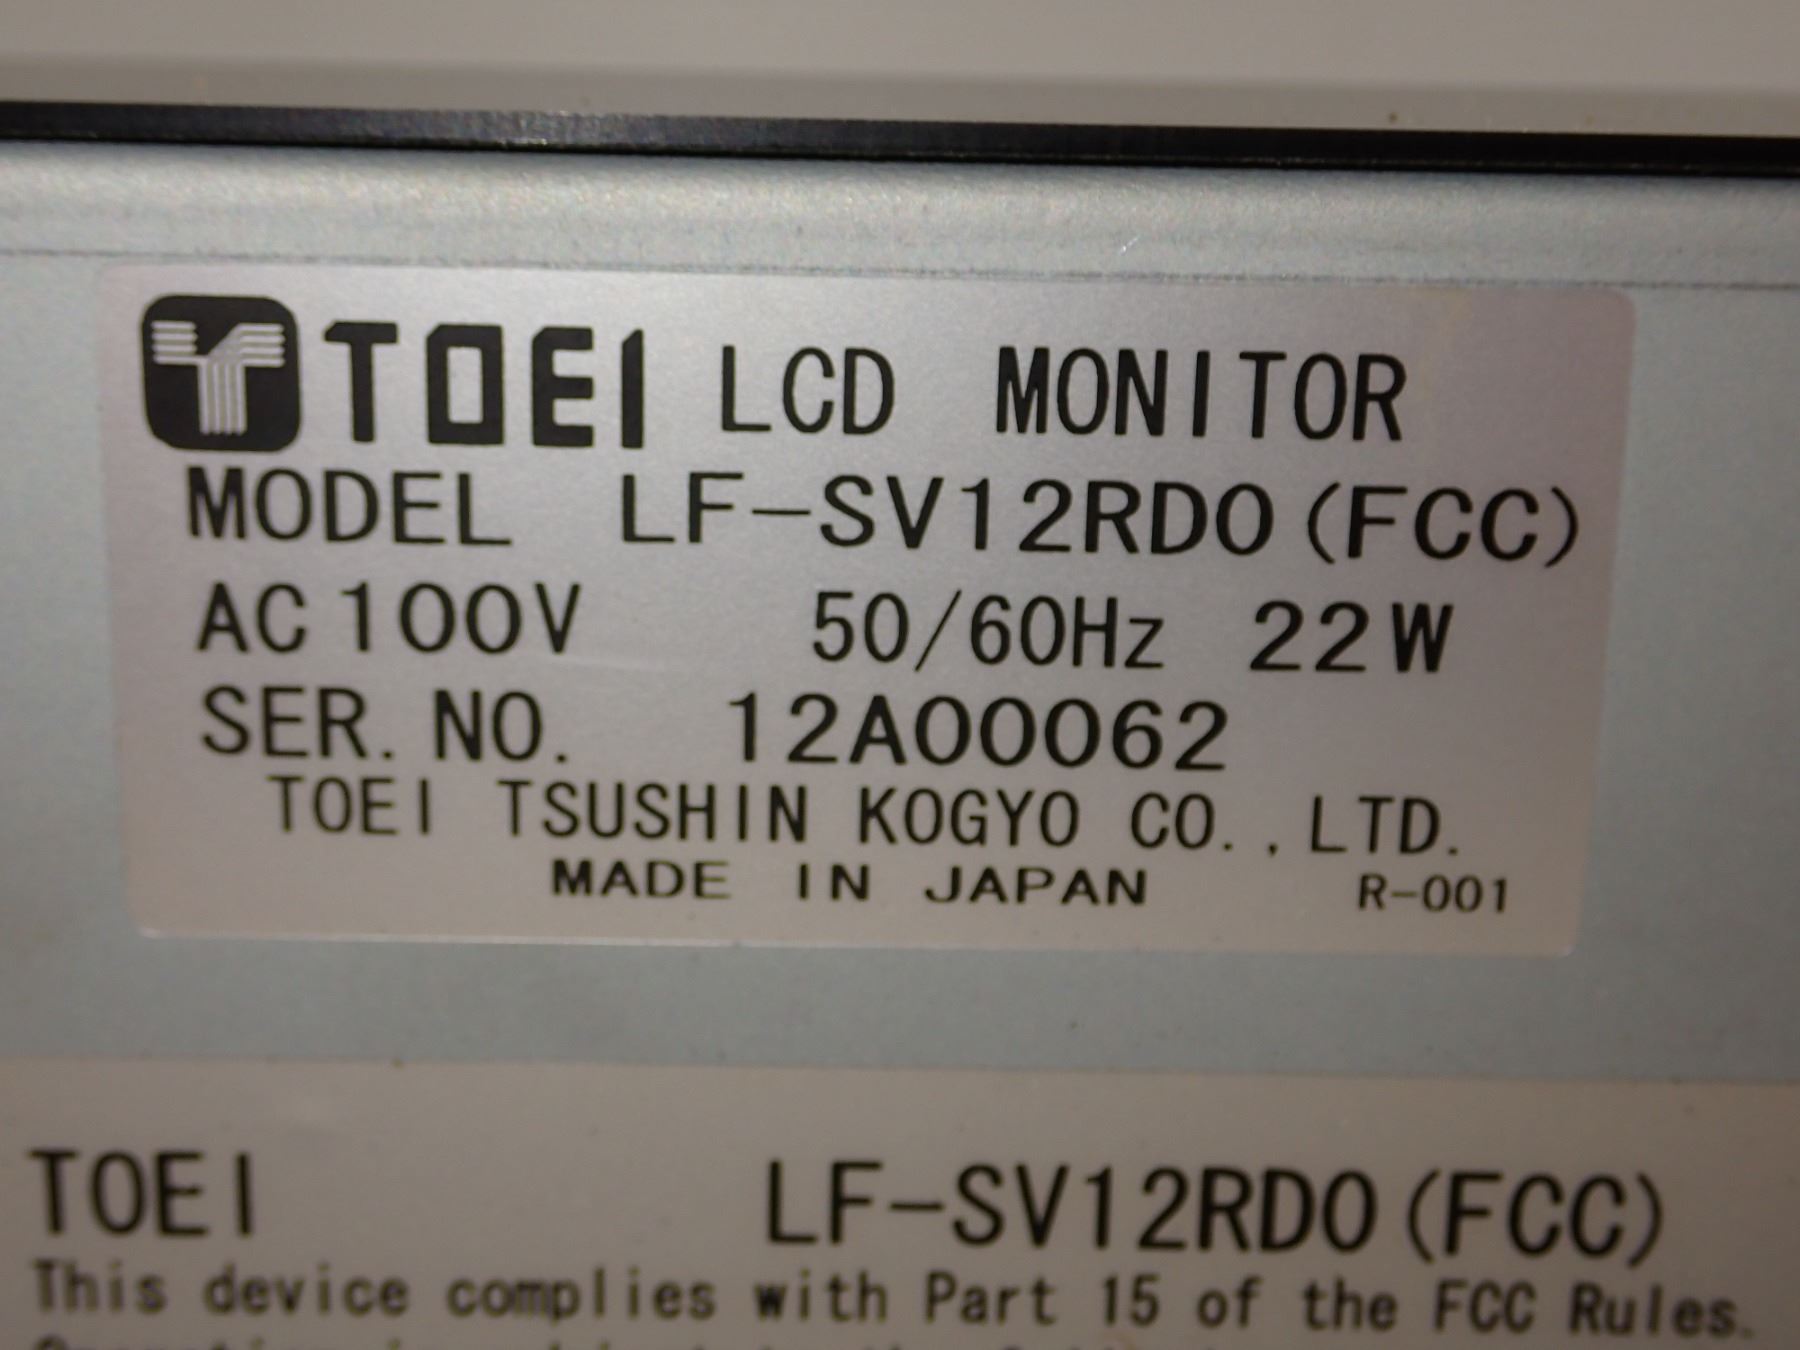 TOEI LCD MONITOR
MODEL LF-SV12RD0(FCC)
AC100V 50/60Hz 22W
SER. NO. 12A00062
TOEI TSUSHIN KOGYO CO., LTD.
MADE IN JAPAN R-001
TOEI LF-SV12RD0(FCC)
This device complies with Part 15 of the FCC Rules.